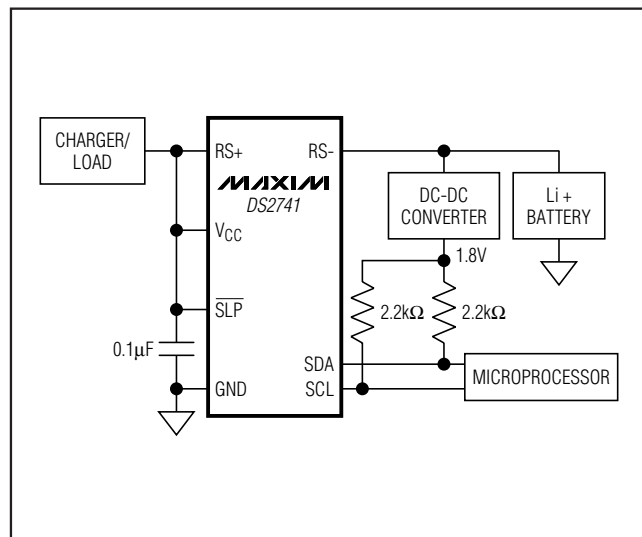 CHARGER/
LOAD
RS+
RS-
MAXIM
DS2741
VCC
SLP
0.1µF
GND
DC-DC
CONVERTER
Li +
BATTERY
1.8V
2.2kΩ
2.2kΩ
SDA
SCL
MICROPROCESSOR